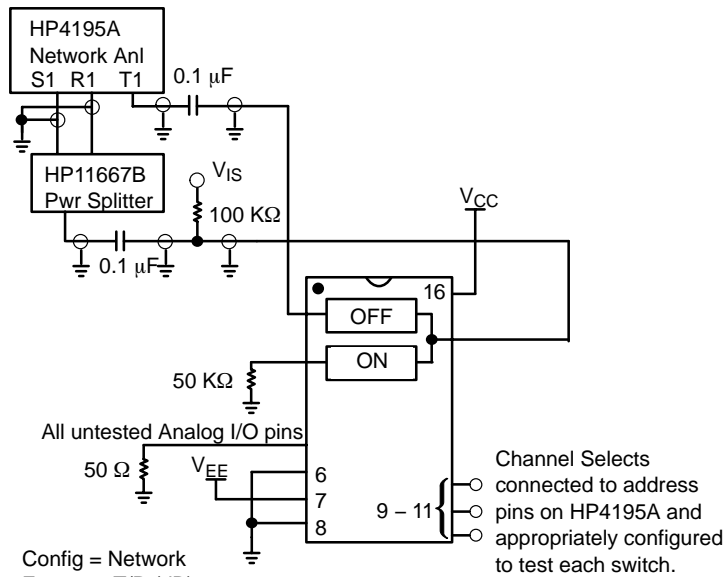 HP4195A
Network Anl
S1 R1 T1
0.1 μF
HP11667B
Pwr Splitter
VIS
100 KΩ
0.1 μF
VCC
16
OFF
ON
50 KΩ
All untested Analog I/O pins
50 Ω
VEE
6
7
8
9 – 11
Channel Selects
connected to address
pins on HP4195A and
appropriately configured
to test each switch.
Config = Network